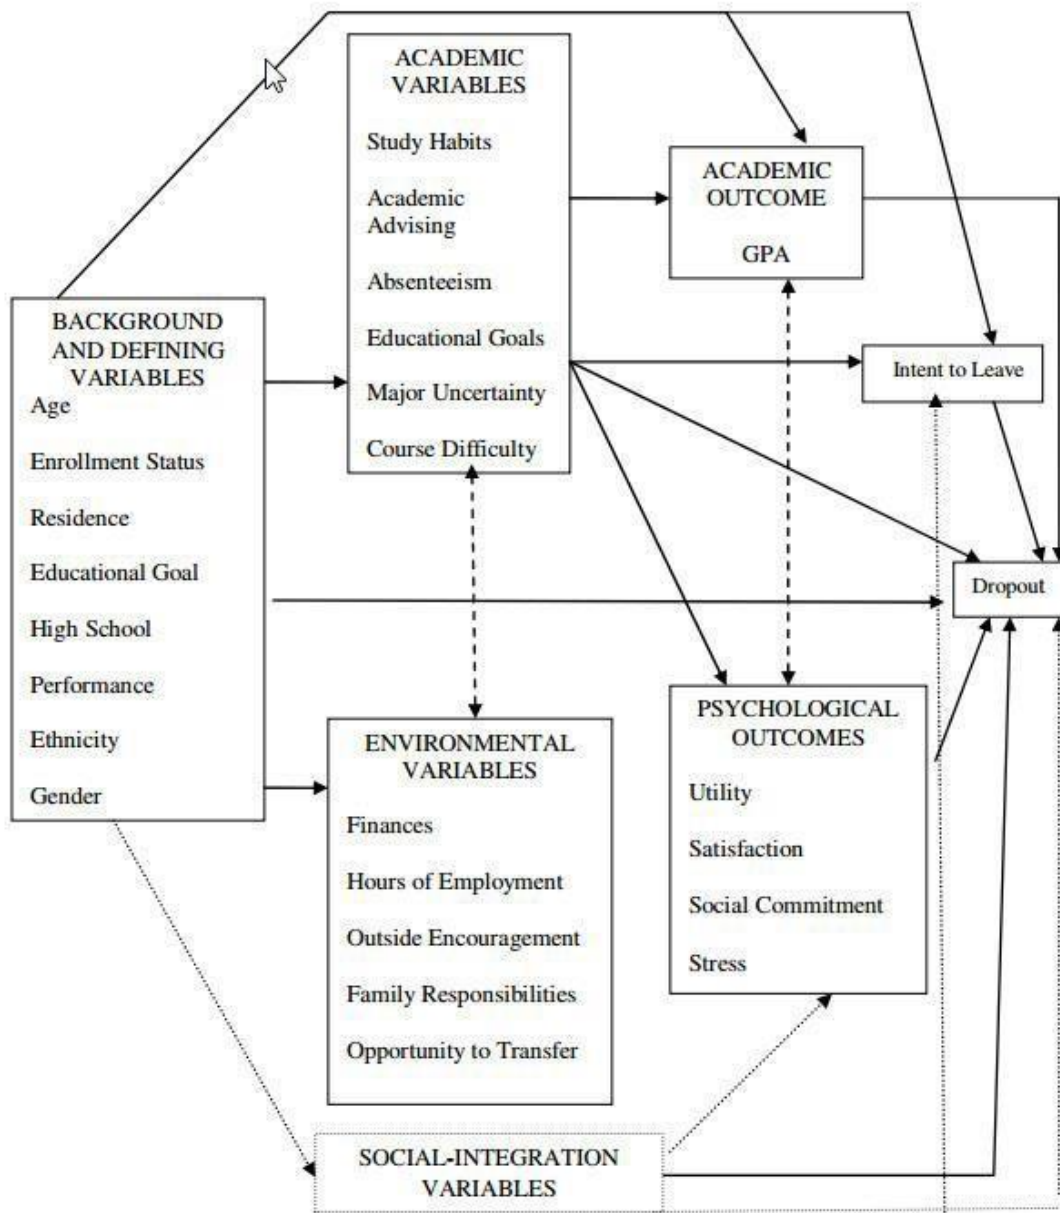 ACADEMIC
VARIABLES
Study Habits
Academic
Advising
Absenteeism
Educational Goals
Major Uncertainty
Course Difficulty
ACADEMIC
OUTCOME
GPA
BACKGROUND
AND DEFINING
VARIABLES
Age
Enrollment Status
Residence
Educational Goal
High School
Performance
Ethnicity
Gender
Intent to Leave
Dropout
ENVIRONMENTAL
VARIABLES
Finances
Hours of Employment
Outside Encouragement
Family Responsibilities
Opportunity to Transfer
PSYCHOLOGICAL
OUTCOMES
Utility
Satisfaction
Social Commitment
Stress
SOCIAL-INTEGRATION
VARIABLES